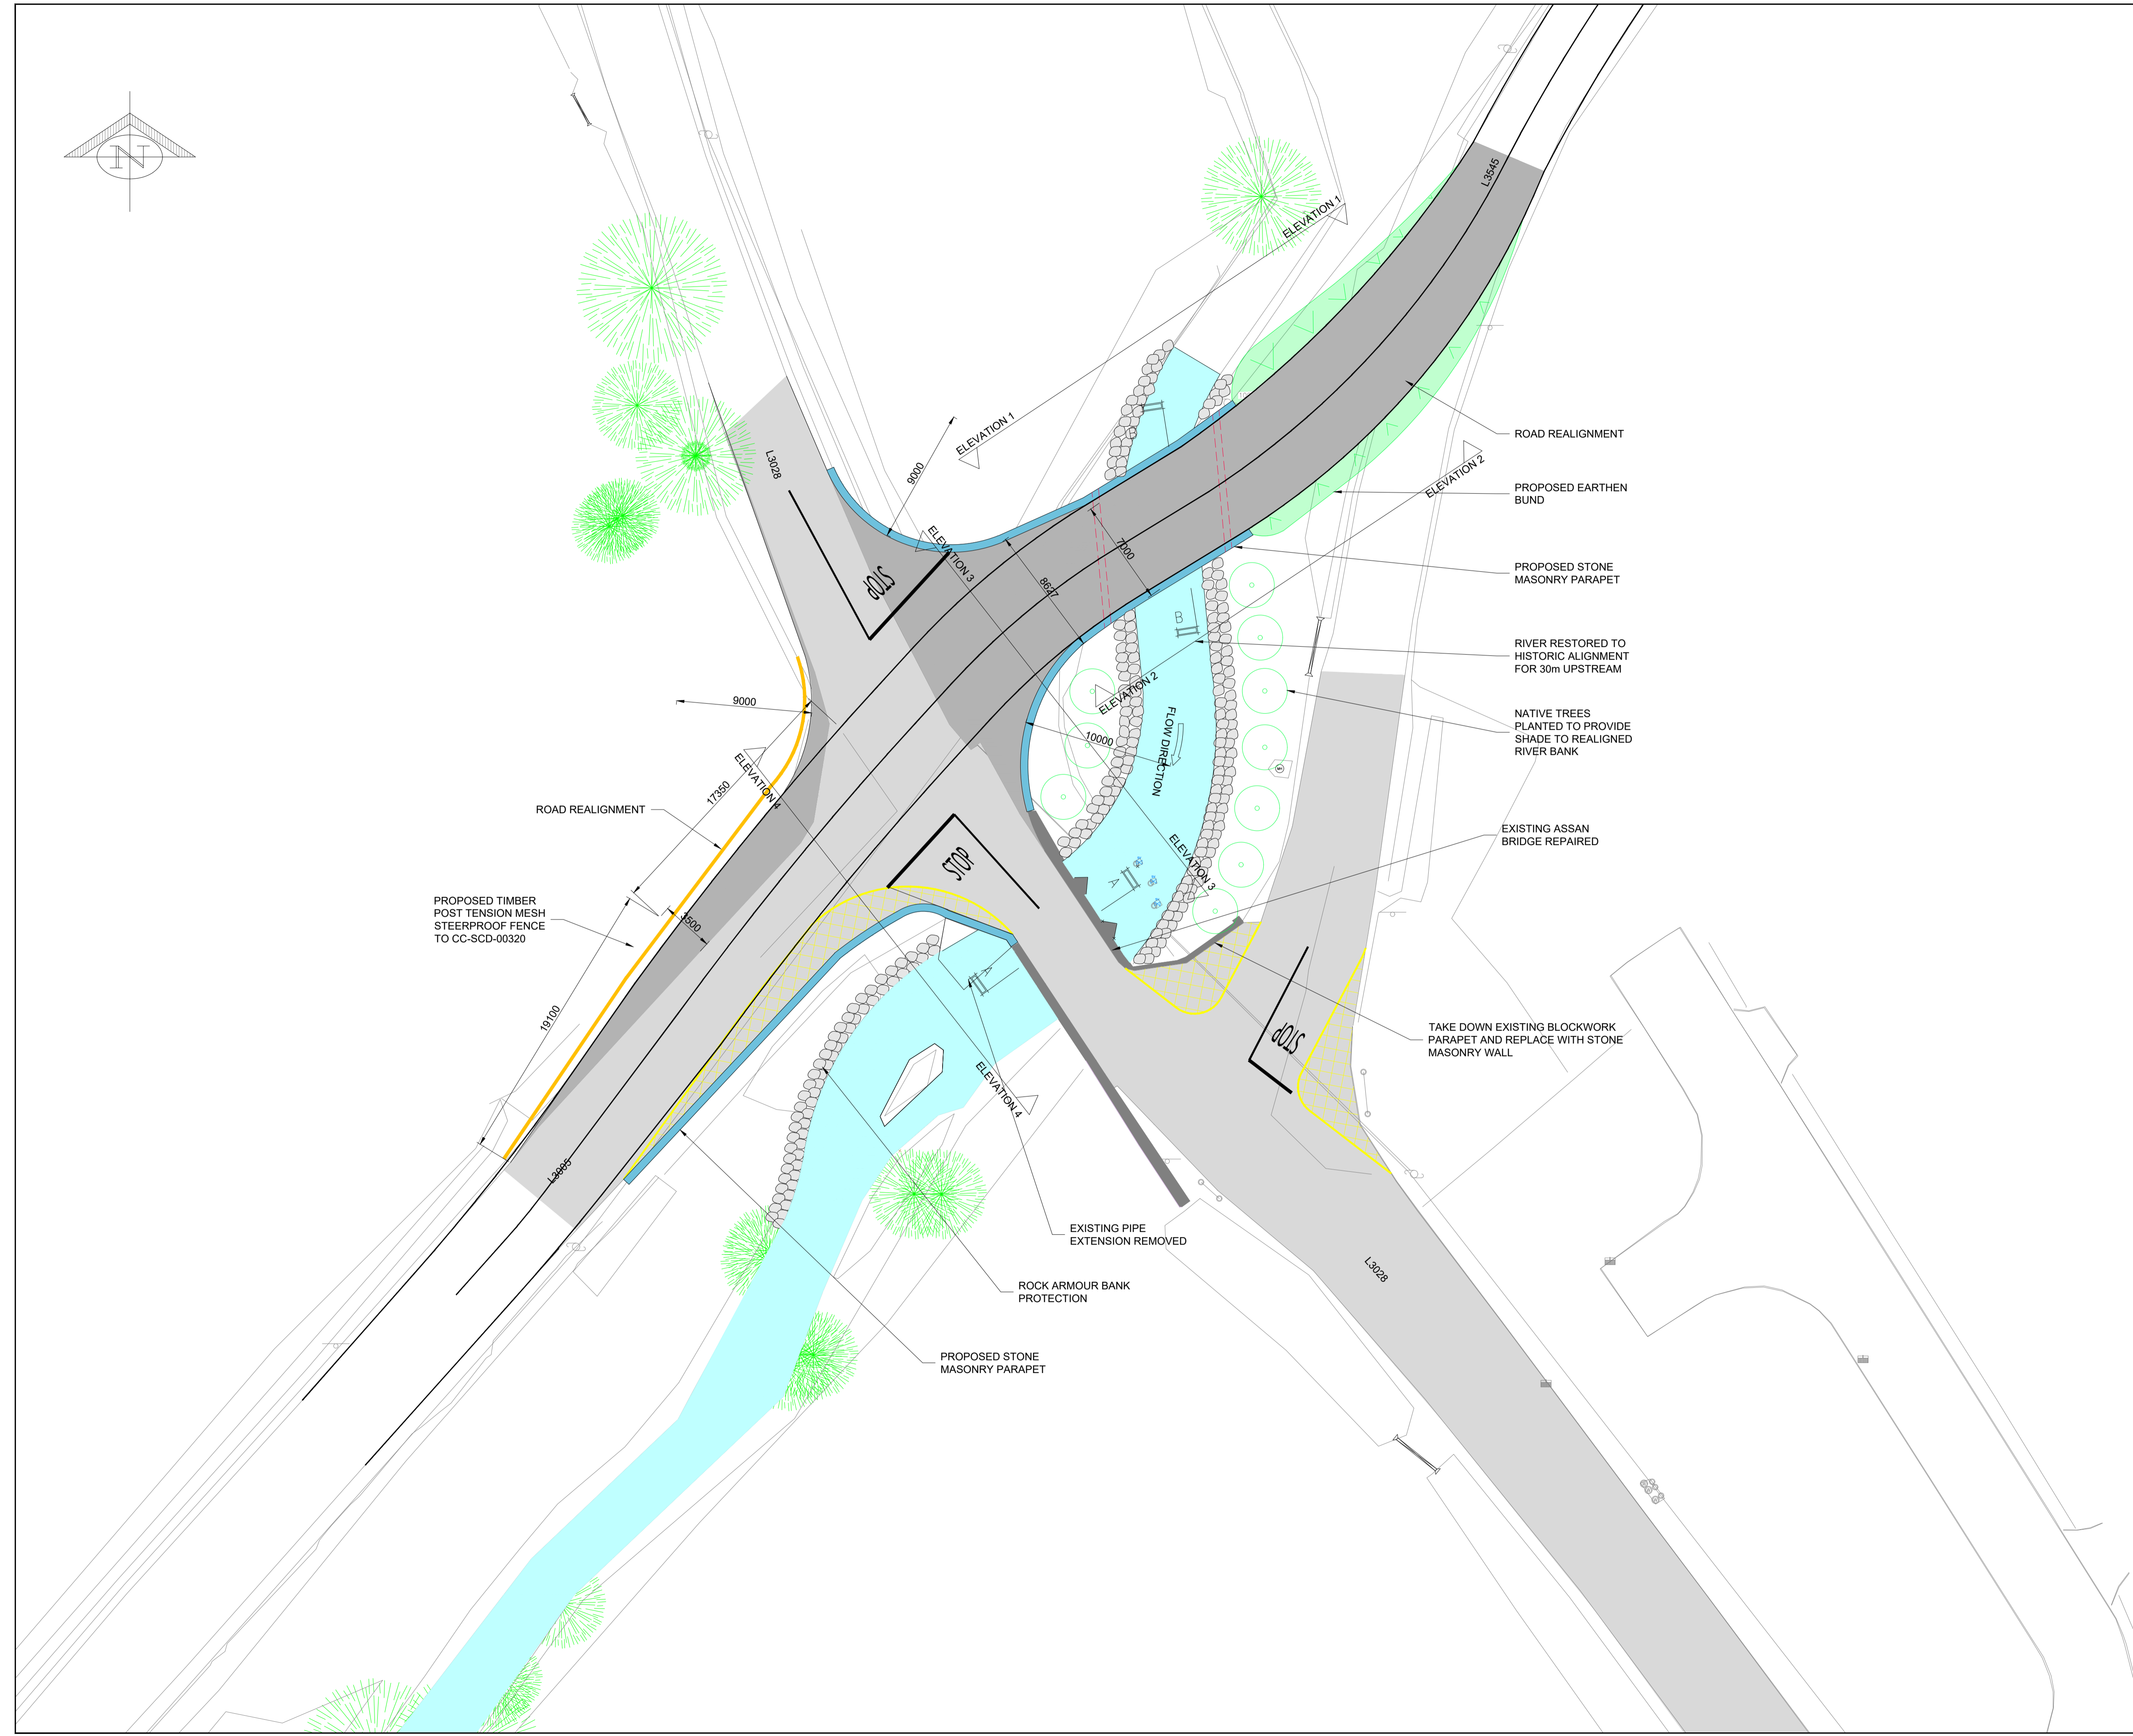 N
L3545
ELEVATION 1
ELEVATION 1
9000
L3028
ROAD REALIGNMENT
ELEVATION 2
PROPOSED EARTHEN
BUND
STOP
ELEVATION 3
7000
8627
PROPOSED STONE
MASONRY PARAPET
B
B
RIVER RESTORED TO
HISTORIC ALIGNMENT
FOR 30m UPSTREAM
ELEVATION 2
9000
NATIVE TREES
PLANTED TO PROVIDE
SHADE TO REALIGNED
RIVER BANK
10000
FLOW DIRECTION
MH
ELEVATION 4
17350
ROAD REALIGNMENT
EXISTING ASSAN
BRIDGE REPAIRED
STOP
ELEVATION 3
A
PROPOSED TIMBER
POST TENSION MESH
STEERPROOF FENCE
TO CC-SCD-00320
3500
A
19100
STOP
TAKE DOWN EXISTING BLOCKWORK
PARAPET AND REPLACE WITH STONE
MASONRY WALL
ELEVATION 4
L3005
EXISTING PIPE
EXTENSION REMOVED
L3028
ROCK ARMOUR BANK
PROTECTION
PROPOSED STONE
MASONRY PARAPET